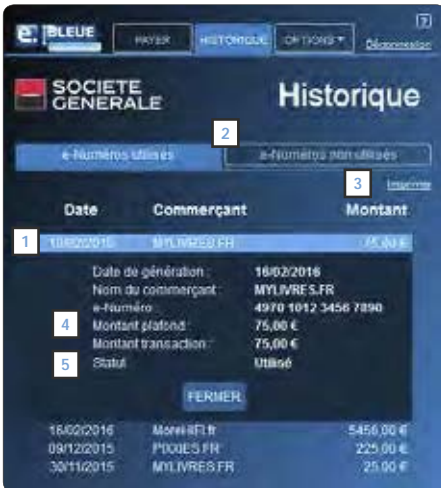 e. BLEUE
PAYER HISTORIQUE OPTIONS ?
Déconnexion
SOCIETE GENERALE
Historique
2
e-Numéros utilisés e-Numéros non utilisés
3 Imprimer
Date Commerçant Montant
1 MYLIVRES.FR 75,00 €
Date de génération : 16/02/2016
Nom du commerçant : MYLIVRES.FR
e-Numéro 4970 1012 3456 7890
4 Montant plafond : 75,00 €
Montant transaction : 75,00 €
5 Statut Utilisé
FERMER
16/02/2016 5456,00 €
09/12/2015 PIXXIES.FR 225,00 €
30/11/2015 MYLIVRES.FR 25,00 €